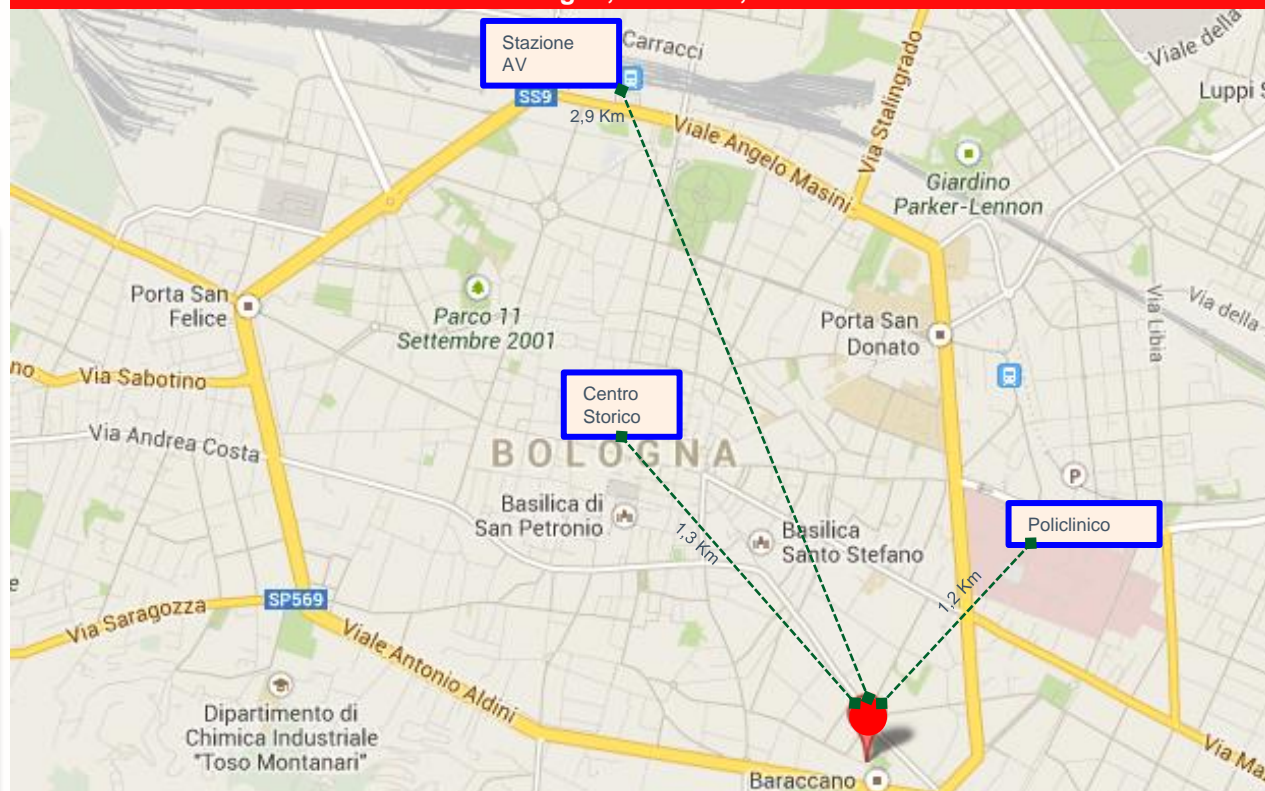 Stazione
AV
Carracci
Viale della
Luppi S
SS9
2,9 Km
Viale Angelo Masini
Via Stalingrado
Giardino
Parker-Lennon
Porta San
Felice
Parco 11
Settembre 2001
Porta San
Donato
Via Libia
Via della
no
Via Sabotino
Centro
Storico
Via Andrea Costa
BOLOGNA
P
Basilica di
San Petronio
1,3 Km
Basilica
Santo Stefano
Policlinico
e
1,2 Km
Via Saragozza
SP569
Viale Antonio Aldini
Dipartimento di
Chimica Industriale
"Toso Montanari"
Baraccano
Via Ma